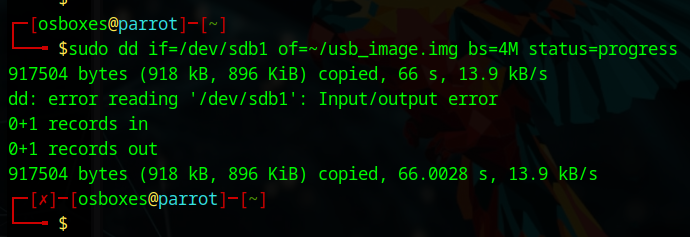 $
┌─[osboxes@parrot]─[~]
└──╼ $sudo dd if=/dev/sdb1 of=~/usb_image.img bs=4M status=progress
917504 bytes (918 kB, 896 KiB) copied, 66 s, 13.9 kB/s
dd: error reading '/dev/sdb1': Input/output error
0+1 records in
0+1 records out
917504 bytes (918 kB, 896 KiB) copied, 66.0028 s, 13.9 kB/s
┌─[✗]─[osboxes@parrot]─[~]
└──╼ $